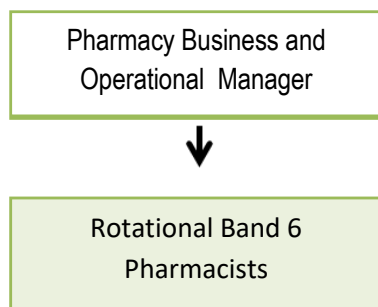 Pharmacy Business and
Operational Manager
Rotational Band 6
Pharmacists